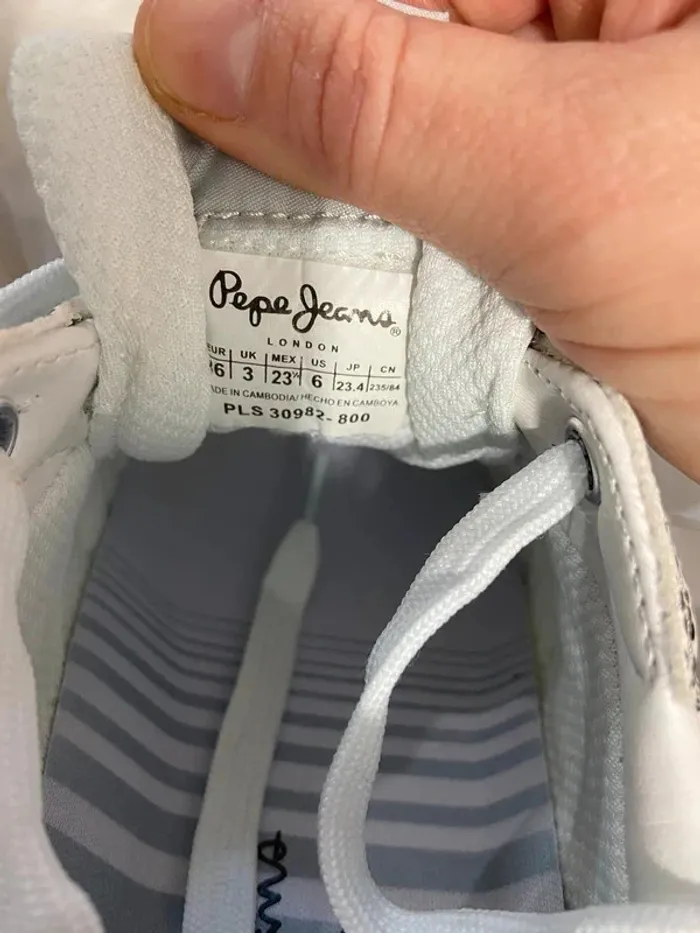 Pepe Jeans®
LONDON
EUR UK MEX US JP CN
36 3 23½ 6 23.4 235/84
MADE IN CAMBODIA/HECHO EN CAMBOYA
PLS 30982-800